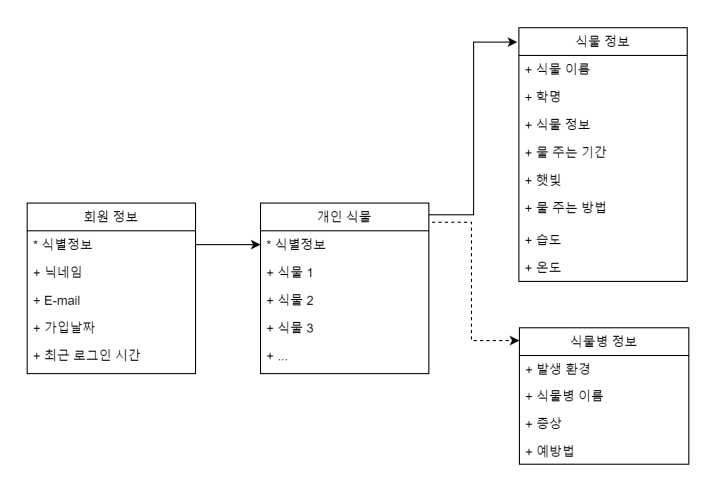 회원 정보
* 식별정보
+ 닉네임
+ E-mail
+ 가입날짜
+ 최근 로그인 시간
개인 식물
* 식별정보
+ 식물 1
+ 식물 2
+ 식물 3
+ ...
식물 정보
+ 식물 이름
+ 학명
+ 식물 정보
+ 물 주는 기간
+ 햇빛
+ 물 주는 방법
+ 습도
+ 온도
식물병 정보
+ 발생 환경
+ 식물병 이름
+ 증상
+ 예방법